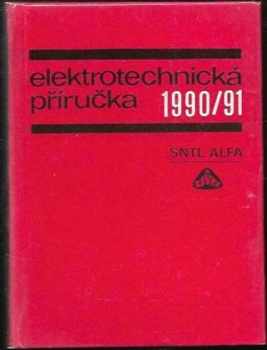 elektrotechnická
příručka 1990/91
SNTL ALFA